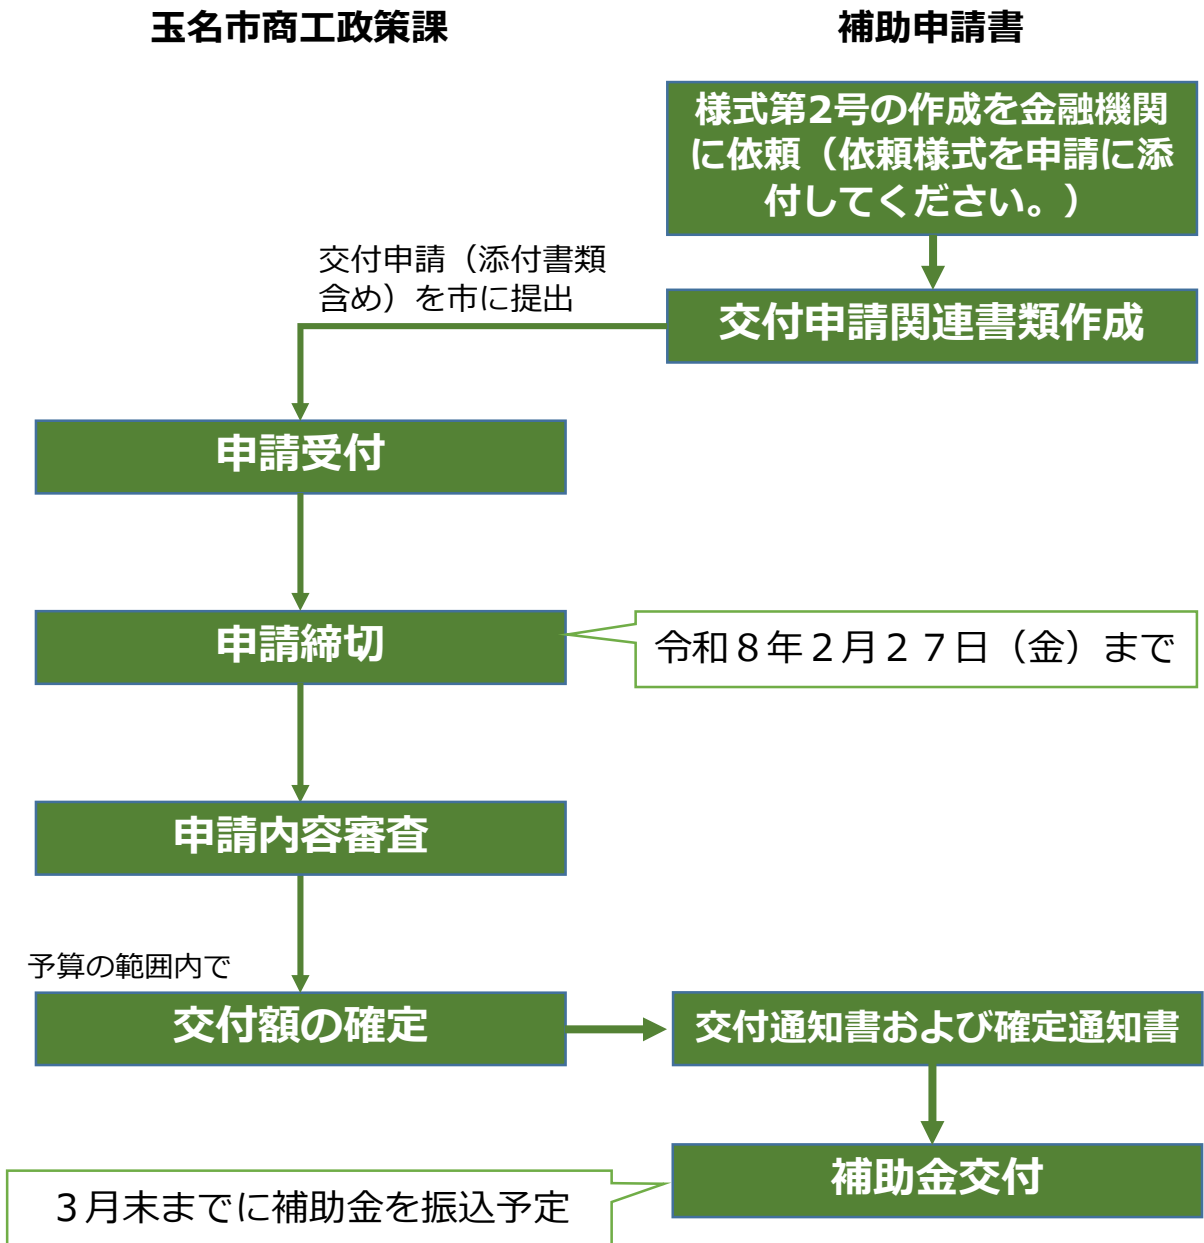 玉名市商工政策課
補助申請書
様式第2号の作成を金融機関
に依頼（依頼様式を申請に添
付してください。）
交付申請（添付書類
含め）を市に提出
交付申請関連書類作成
申請受付
申請締切
令和８年２月２７日（金）まで
申請内容審査
予算の範囲内で
交付額の確定
交付通知書および確定通知書
補助金交付
３月末までに補助金を振込予定